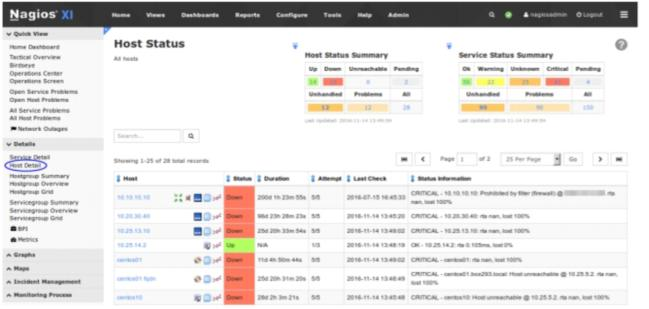 Nagios XI
Home Views Dashboards Reports Configure Tools Help Admin
nagiosadmin Logout
Quick View
Home Dashboard
Tactical Overview
Birdseye
Operations Center
Operations Screen
Open Service Problems
Open Host Problems
All Service Problems
All Host Problems
Network Outages
Details
Service Detail
Host Detail
Hostgroup Summary
Hostgroup Overview
Hostgroup Grid
Servicegroup Summary
Servicegroup Overview
Servicegroup Grid
BPI
Metrics
Graphs
Maps
Incident Management
Monitoring Process
Host Status
All hosts
Host Status Summary
Up Down Unreachable Pending
0 2
Unhandled Problems All
12 12 28
Last Updated: 2016-11-14 13:49:59
Service Status Summary
Ok Warning Unknown Critical Pending
Unhandled Problems All
150
Last Updated: 2016-11-14 13:49:59
Search...
Showing 1-25 of 28 total records
Page 1 of 2 25 Per Page Go
Host Status Duration Attempt Last Check Status Information
10.10.10.10 Down 200d 1h 23m 55s 5/5 2016-07-15 16:45:33 CRITICAL - 10.10.10.10: Prohibited by filter (firewall) @ rta
nan, lost 100%
10.20.30.40 Down 96d 23h 28m 23s 5/5 2016-11-14 13:45:20 CRITICAL - 10.20.30.40: rta nan, lost 100%
10.25.13.10 Down 25d 20h 33m 54s 5/5 2016-11-14 13:49:02 CRITICAL - 10.25.13.10: rta nan, lost 100%
10.25.14.2 Up N/A 1/3 2016-11-14 13:48:19 OK - 10.25.14.2: rta 0.105ms, lost 0%
centos01 Down 11d 4h 50m 44s 5/5 2016-11-14 13:49:02 CRITICAL - centos01: rta nan, lost 100%
centos01 fqdn Down 25d 20h 31m 20s 5/5 2016-11-14 13:48:49 CRITICAL - centos01.box293.local: Host unreachable @ 10.25.5.2. rta nan,
lost 100%
centos10 Down 28d 2h 3m 21s 5/5 2016-11-14 13:45:48 CRITICAL - centos10: Host unreachable @ 10.25.5.2. rta nan, lost 100%